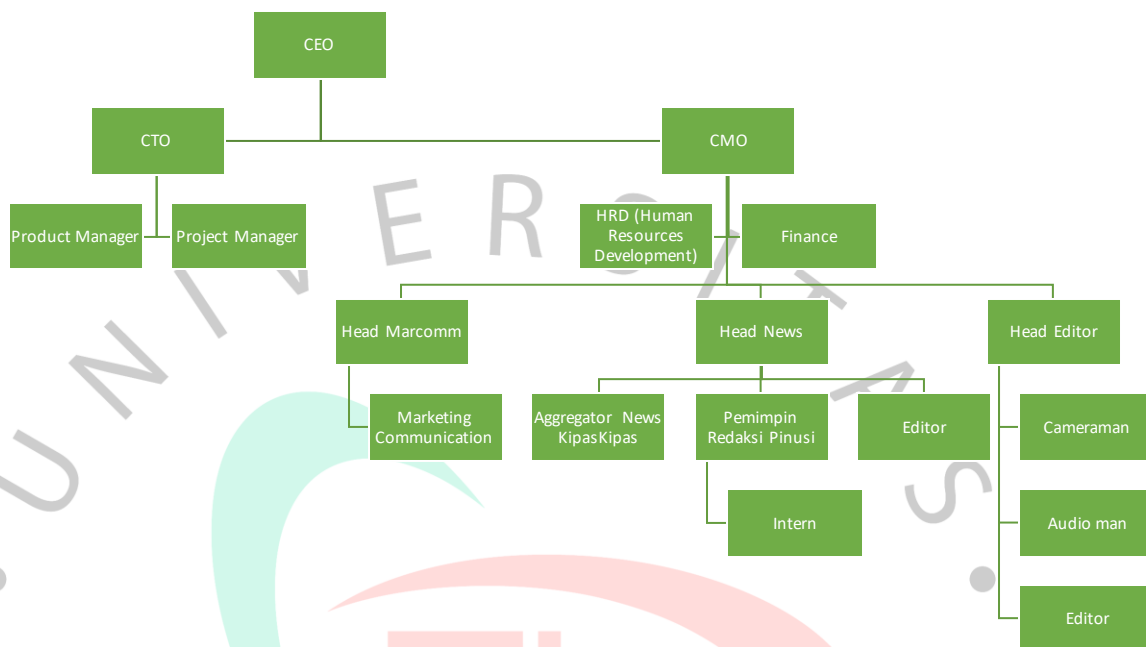 CEO
CTO
CMO
Product Manager
Project Manager
HRD (Human
Resources
Development)
Finance
Head Marcomm
Head News
Head Editor
Marketing
Communication
Aggregator News
KipasKipas
Pemimpin
Redaksi Pinusi
Editor
Cameraman
Intern
Audio man
Editor
UNIVERSITAS